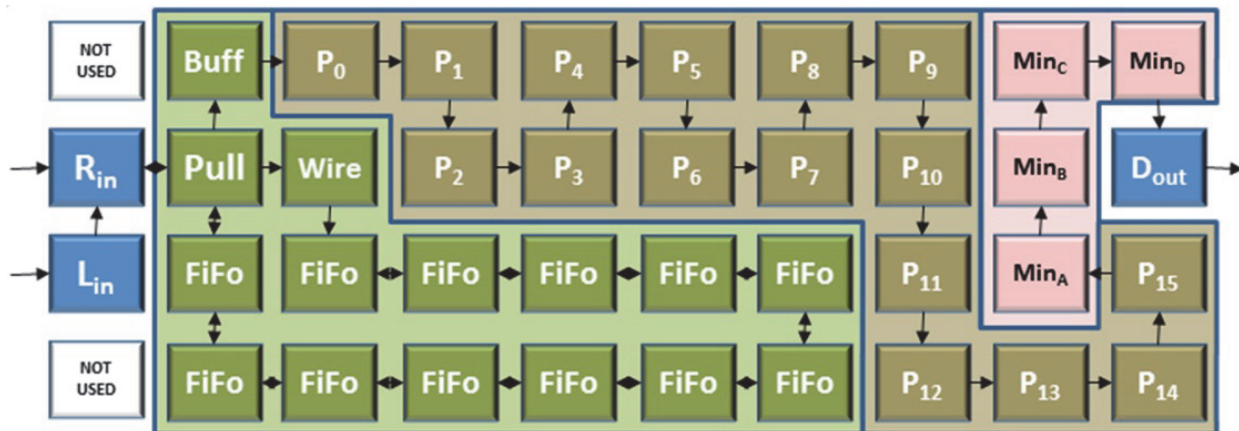 NOT
USED
Buff
P0
P1
P4
P5
P8
P9
MinC
MinD
Rin
Pull
Wire
P2
P3
P6
P7
P10
MinB
Dout
Lin
FiFo
FiFo
FiFo
FiFo
FiFo
FiFo
P11
MinA
P15
NOT
USED
FiFo
FiFo
FiFo
FiFo
FiFo
FiFo
P12
P13
P14